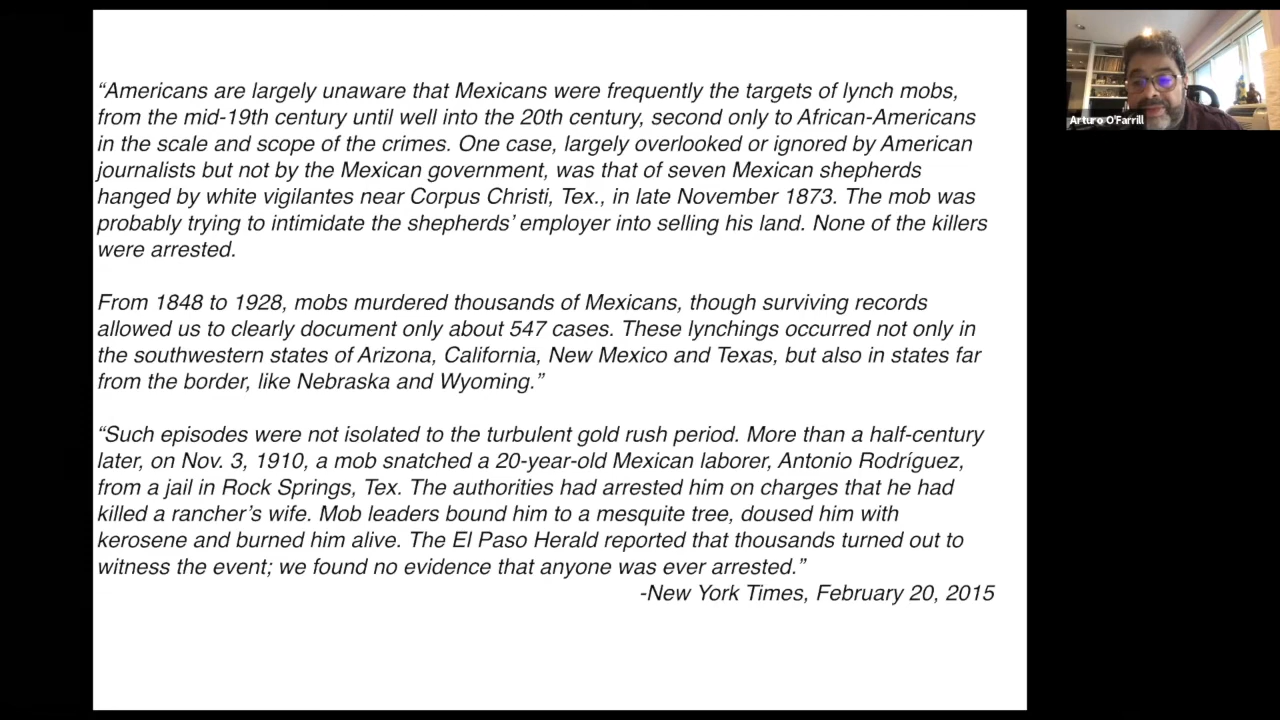 “Americans are largely unaware that Mexicans were frequently the targets of lynch mobs,
from the mid-19th century until well into the 20th century, second only to African-Americans
in the scale and scope of the crimes. One case, largely overlooked or ignored by American
journalists but not by the Mexican government, was that of seven Mexican shepherds
hanged by white vigilantes near Corpus Christi, Tex., in late November 1873. The mob was
probably trying to intimidate the shepherds’ employer into selling his land. None of the killers
were arrested.
From 1848 to 1928, mobs murdered thousands of Mexicans, though surviving records
allowed us to clearly document only about 547 cases. These lynchings occurred not only in
the southwestern states of Arizona, California, New Mexico and Texas, but also in states far
from the border, like Nebraska and Wyoming.”
“Such episodes were not isolated to the turbulent gold rush period. More than a half-century
later, on Nov. 3, 1910, a mob snatched a 20-year-old Mexican laborer, Antonio Rodríguez,
from a jail in Rock Springs, Tex. The authorities had arrested him on charges that he had
killed a rancher’s wife. Mob leaders bound him to a mesquite tree, doused him with
kerosene and burned him alive. The El Paso Herald reported that thousands turned out to
witness the event; we found no evidence that anyone was ever arrested.”
-New York Times, February 20, 2015
Arturo O'Farrill